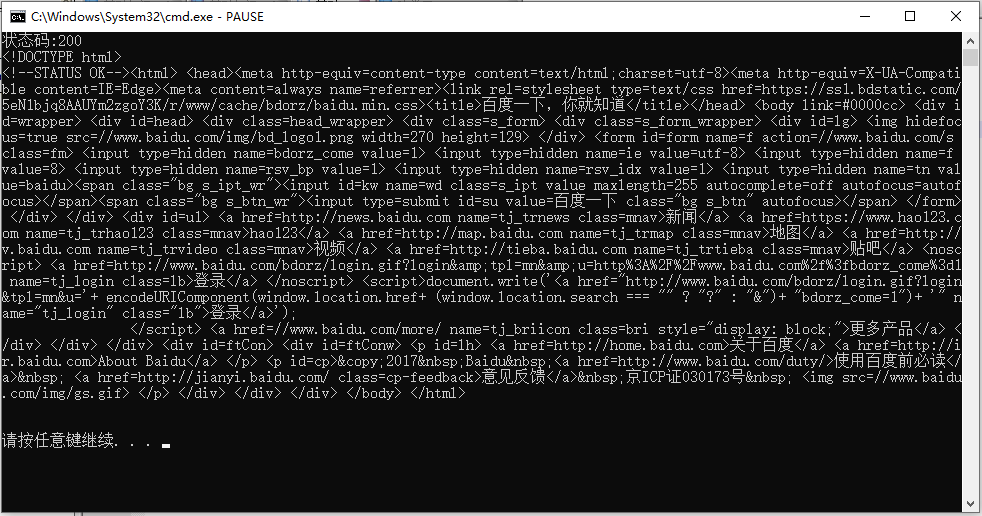 C:\Windows\System32\cmd.exe - PAUSE
状态码:200
<!DOCTYPE html>
<!--STATUS OK--><html> <head><meta http-equiv=content-type content=text/html;charset=utf-8><meta http-equiv=X-UA-Compati
ble content=IE=Edge><meta content=always name=referrer><link rel=stylesheet type=text/css href=https://ssl.bdstatic.com/
5eN1bjq8AAUYm2zgoY3K/r/www/cache/bdorz/baidu.min.css><title>百度一下，你就知道</title></head> <body link=#0000cc> <div i
d=wrapper> <div id=head> <div class=head_wrapper> <div class=s_form> <div class=s_form_wrapper> <div id=lg> <img hidefoc
us=true src=//www.baidu.com/img/bd_logo1.png width=270 height=129> </div> <form id=form name=f action=//www.baidu.com/s
class=fm> <input type=hidden name=bdorz_come value=1> <input type=hidden name=ie value=utf-8> <input type=hidden name=f
value=8> <input type=hidden name=rsv_bp value=1> <input type=hidden name=rsv_idx value=1> <input type=hidden name=tn val
ue=baidu><span class="bg s_ipt_wr"><input id=kw name=wd class=s_ipt value maxlength=255 autocomplete=off autofocus=autof
ocus></span><span class="bg s_btn_wr"><input type=submit id=su value=百度一下 class="bg s_btn" autofocus></span> </form>
</div> </div> <div id=u1> <a href=http://news.baidu.com name=tj_trnews class=mnav>新闻</a> <a href=https://www.hao123.c
om name=tj_trhao123 class=mnav>hao123</a> <a href=http://map.baidu.com name=tj_trmap class=mnav>地图</a> <a href=http://
v.baidu.com name=tj_trvideo class=mnav>视频</a> <a href=http://tieba.baidu.com name=tj_trtieba class=mnav>贴吧</a> <nosc
ript> <a href=http://www.baidu.com/bdorz/login.gif?login&amp;tpl=mn&amp;u=http%3A%2F%2Fwww.baidu.com%2f%3fbdorz_come%3d1
name=tj_login class=lb>登录</a> </noscript> <script>document.write('<a href="http://www.baidu.com/bdorz/login.gif?login
&tpl=mn&u='+ encodeURIComponent(window.location.href+ (window.location.search === "" ? "?" : "&")+ "bdorz_come=1")+ '" n
ame="tj_login" class="lb">登录</a>');
</script> <a href=//www.baidu.com/more/ name=tj_briicon class=bri style="display: block;">更多产品</a> <
/div> </div> </div> <div id=ftCon> <div id=ftConw> <p id=lh> <a href=http://home.baidu.com>关于百度</a> <a href=http://i
r.baidu.com>About Baidu</a> </p> <p id=cp>&copy;2017&nbsp;Baidu&nbsp;<a href=http://www.baidu.com/duty/>使用百度前必读</
a>&nbsp; <a href=http://jianyi.baidu.com/ class=cp-feedback>意见反馈</a>&nbsp;京ICP证030173号&nbsp; <img src=//www.baidu
.com/img/gs.gif> </p> </div> </div> </div> </body> </html>
请按任意键继续. . .